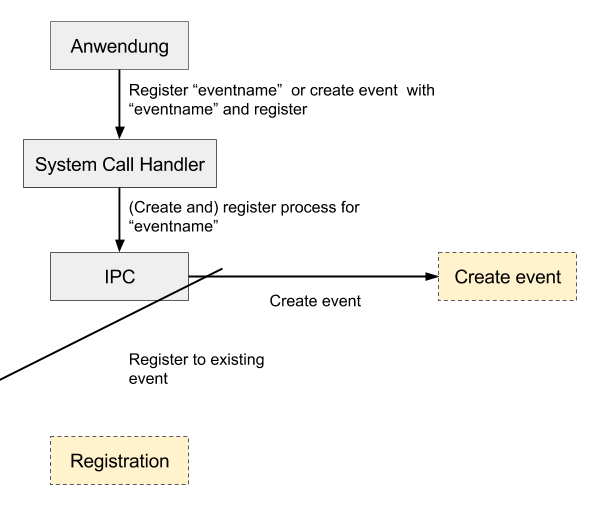 Anwendung
Register “eventname”  or create event  with
“eventname” and register
System Call Handler
(Create and) register process for
“eventname”
IPC
Create event
Create event
Register to existing
event
Registration